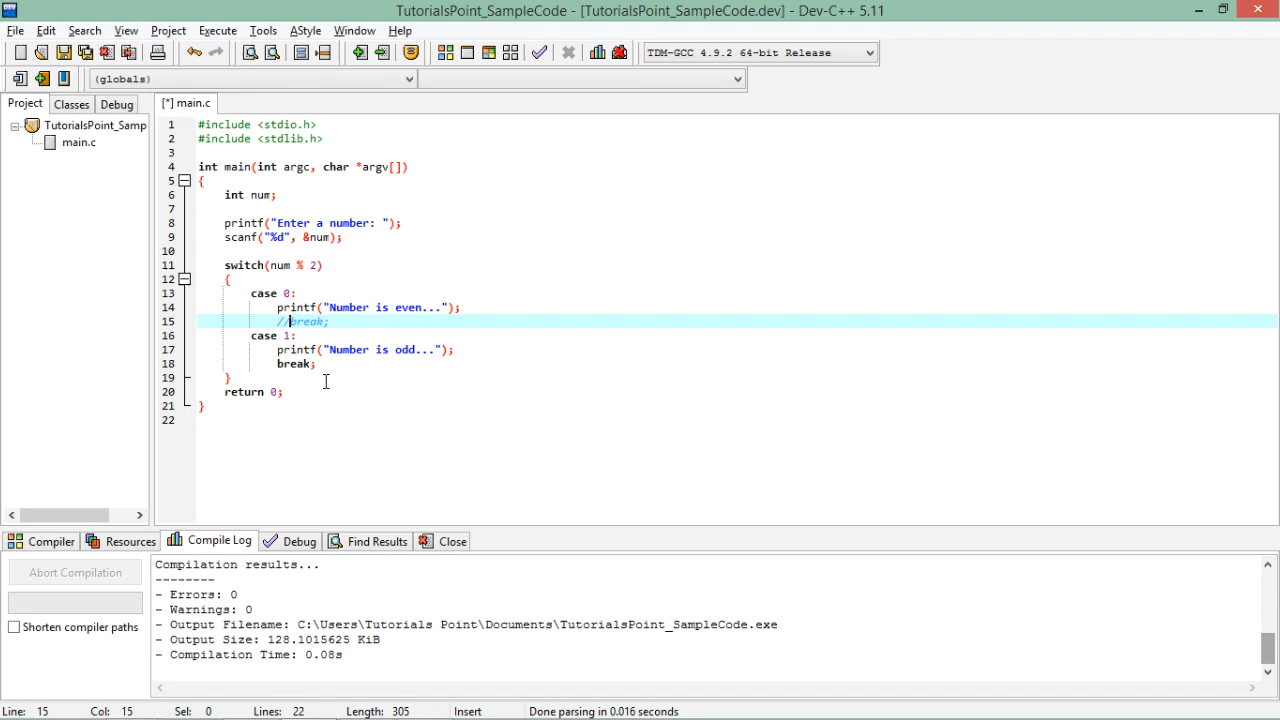 TutorialsPoint_SampleCode - [TutorialsPoint_SampleCode.dev] - Dev-C++ 5.11
File Edit Search View Project Execute Tools AStyle Window Help
TDM-GCC 4.9.2 64-bit Release
(globals)
Project Classes Debug
[*] main.c
TutorialsPoint_Samp
main.c
1 #include <stdio.h>
2 #include <stdlib.h>
3
4 int main(int argc, char *argv[])
5 {
6 int num;
7
8 printf("Enter a number: ");
9 scanf("%d", &num);
10
11 switch(num % 2)
12 {
13 case 0:
14 printf("Number is even...");
15 //break;
16 case 1:
17 printf("Number is odd...");
18 break;
19 }
20 return 0;
21 }
22
Compiler Resources Compile Log Debug Find Results Close
Abort Compilation
Shorten compiler paths
Compilation results...
--------
- Errors: 0
- Warnings: 0
- Output Filename: C:\Users\Tutorials Point\Documents\TutorialsPoint_SampleCode.exe
- Output Size: 128.1015625 KiB
- Compilation Time: 0.08s
Line: 15 Col: 15 Sel: 0 Lines: 22 Length: 305 Insert Done parsing in 0.016 seconds